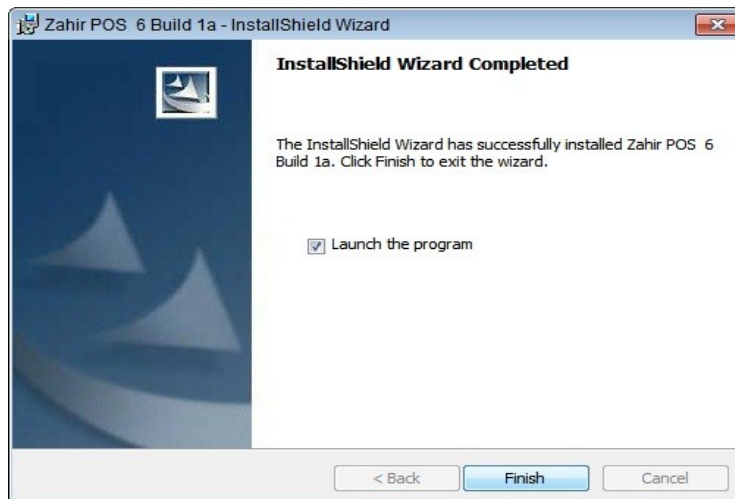 Zahir POS  6 Build 1a - InstallShield Wizard
InstallShield Wizard Completed
The InstallShield Wizard has successfully installed Zahir POS  6
Build 1a. Click Finish to exit the wizard.
Launch the program
< Back
Finish
Cancel